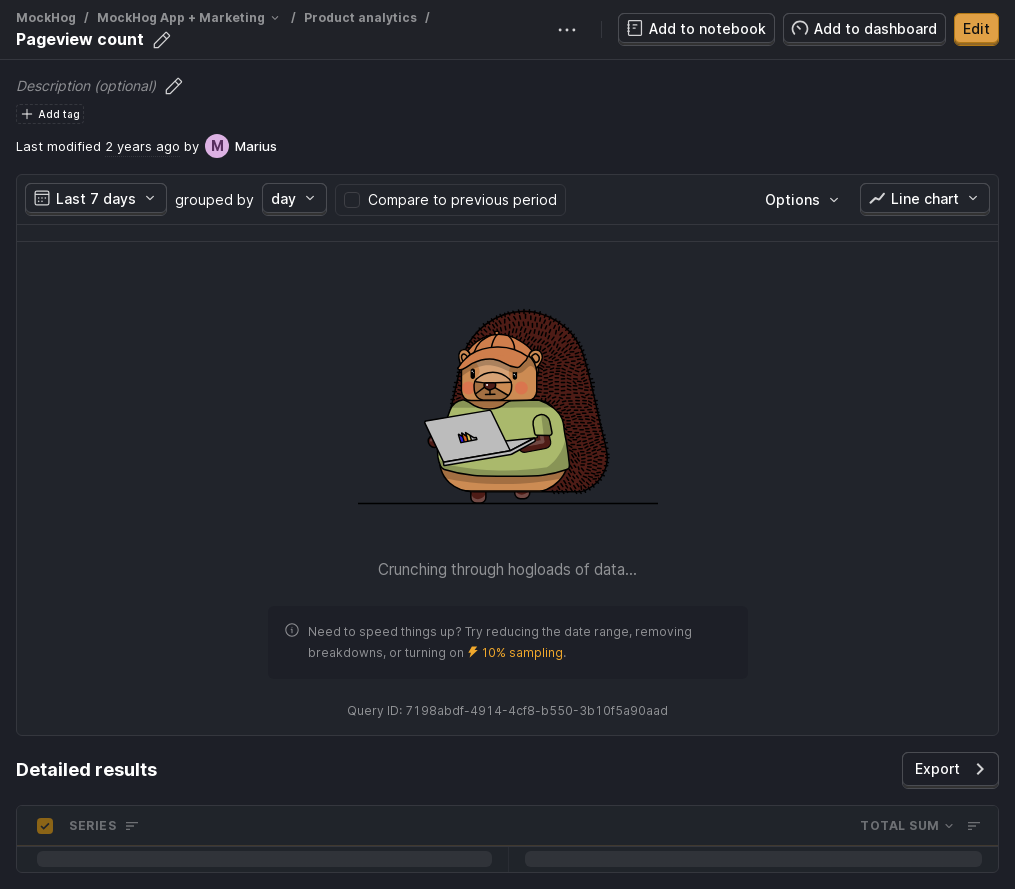 MockHog / MockHog App + Marketing / Product analytics /
Pageview count
Add to notebook
Add to dashboard
Edit
Description (optional)
Add tag
Last modified 2 years ago by M Marius
Last 7 days grouped by day Compare to previous period Options Line chart
Crunching through hogloads of data...
Need to speed things up? Try reducing the date range, removing
breakdowns, or turning on 10% sampling.
Query ID: 7198abdf-4914-4cf8-b550-3b10f5a90aad
Detailed results
Export
SERIES TOTAL SUM